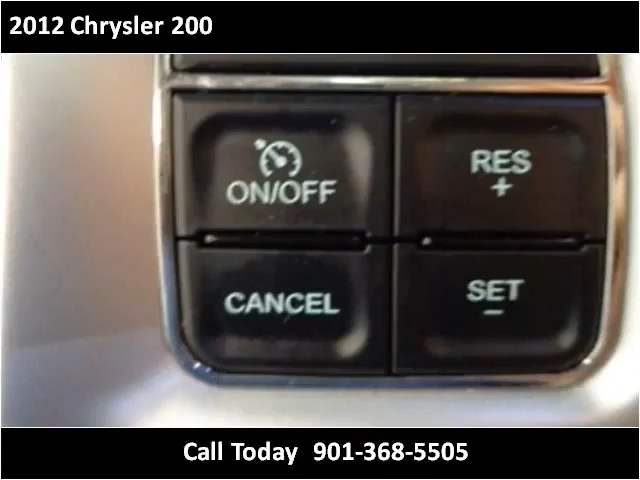 2012 Chrysler 200
ON/OFF
RES
+
CANCEL
SET
–
Call Today 901-368-5505